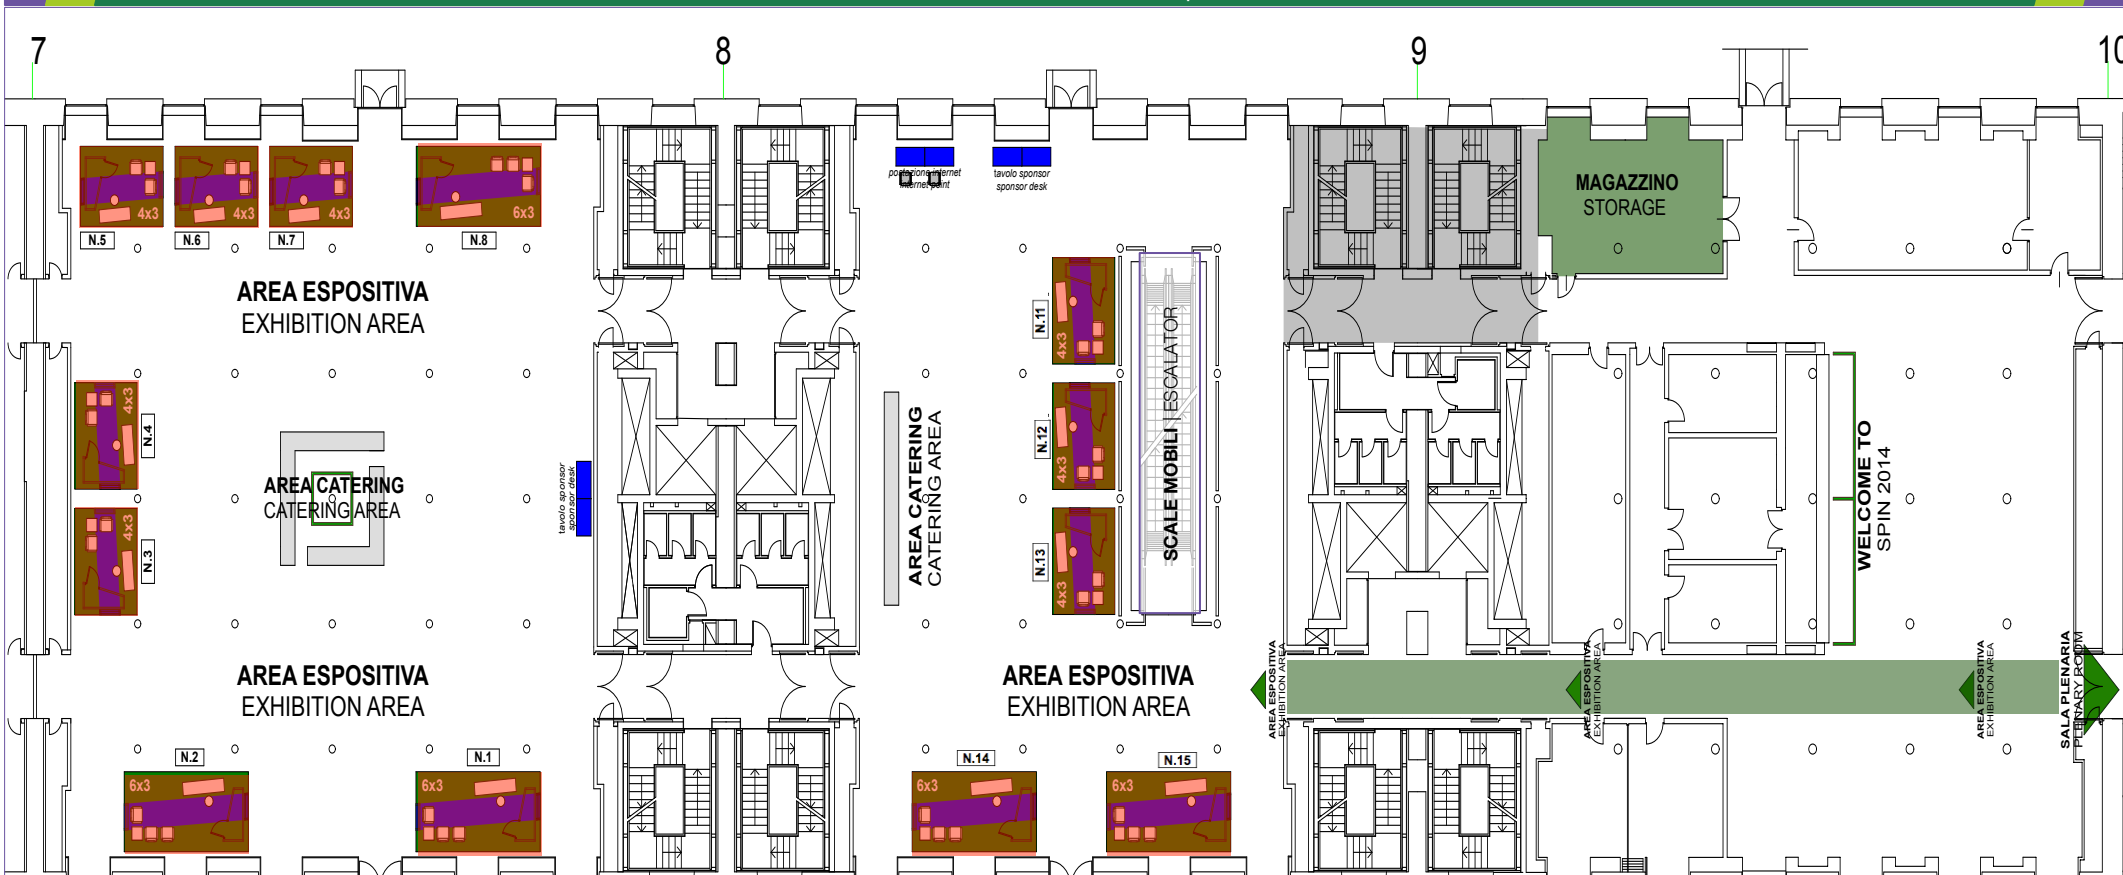 7
8
9
10
4x3
4x3
4x3
6x3
N.5
N.6
N.7
N.8
postazione internet
internet point
tavolo sponsor
sponsor desk
MAGAZZINO
STORAGE
AREA ESPOSITIVA
EXHIBITION AREA
N.11
4x3
SCALE MOBILI | ESCALATOR
4x3
N.4
4x3
N.3
AREA CATERING
CATERING AREA
tavolo sponsor
sponsor desk
AREA CATERING
CATERING AREA
N.12
4x3
N.13
4x3
WELCOME TO
SPIN 2014
AREA ESPOSITIVA
EXHIBITION AREA
AREA ESPOSITIVA
EXHIBITION AREA
AREA ESPOSITIVA
EXHIBITION AREA
AREA ESPOSITIVA
EXHIBITION AREA
AREA ESPOSITIVA
EXHIBITION AREA
SALA PLENARIA
PLENARY ROOM
N.2
6x3
N.1
6x3
N.14
6x3
N.15
6x3